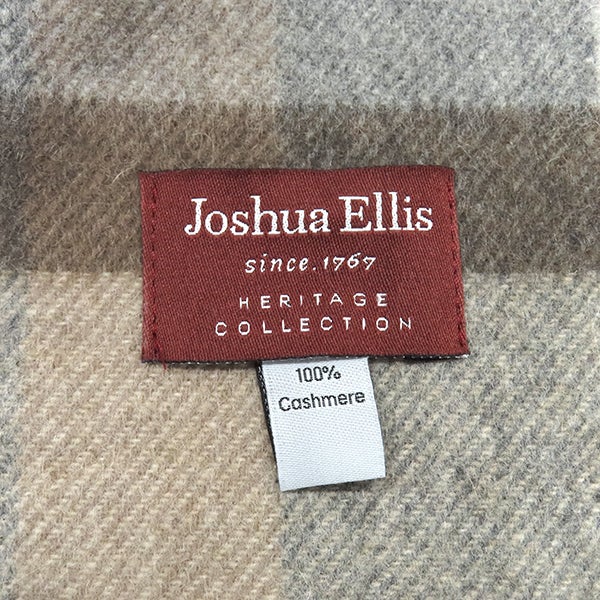 Joshua Ellis
since.1767
HERITAGE
COLLECTION
100%
Cashmere